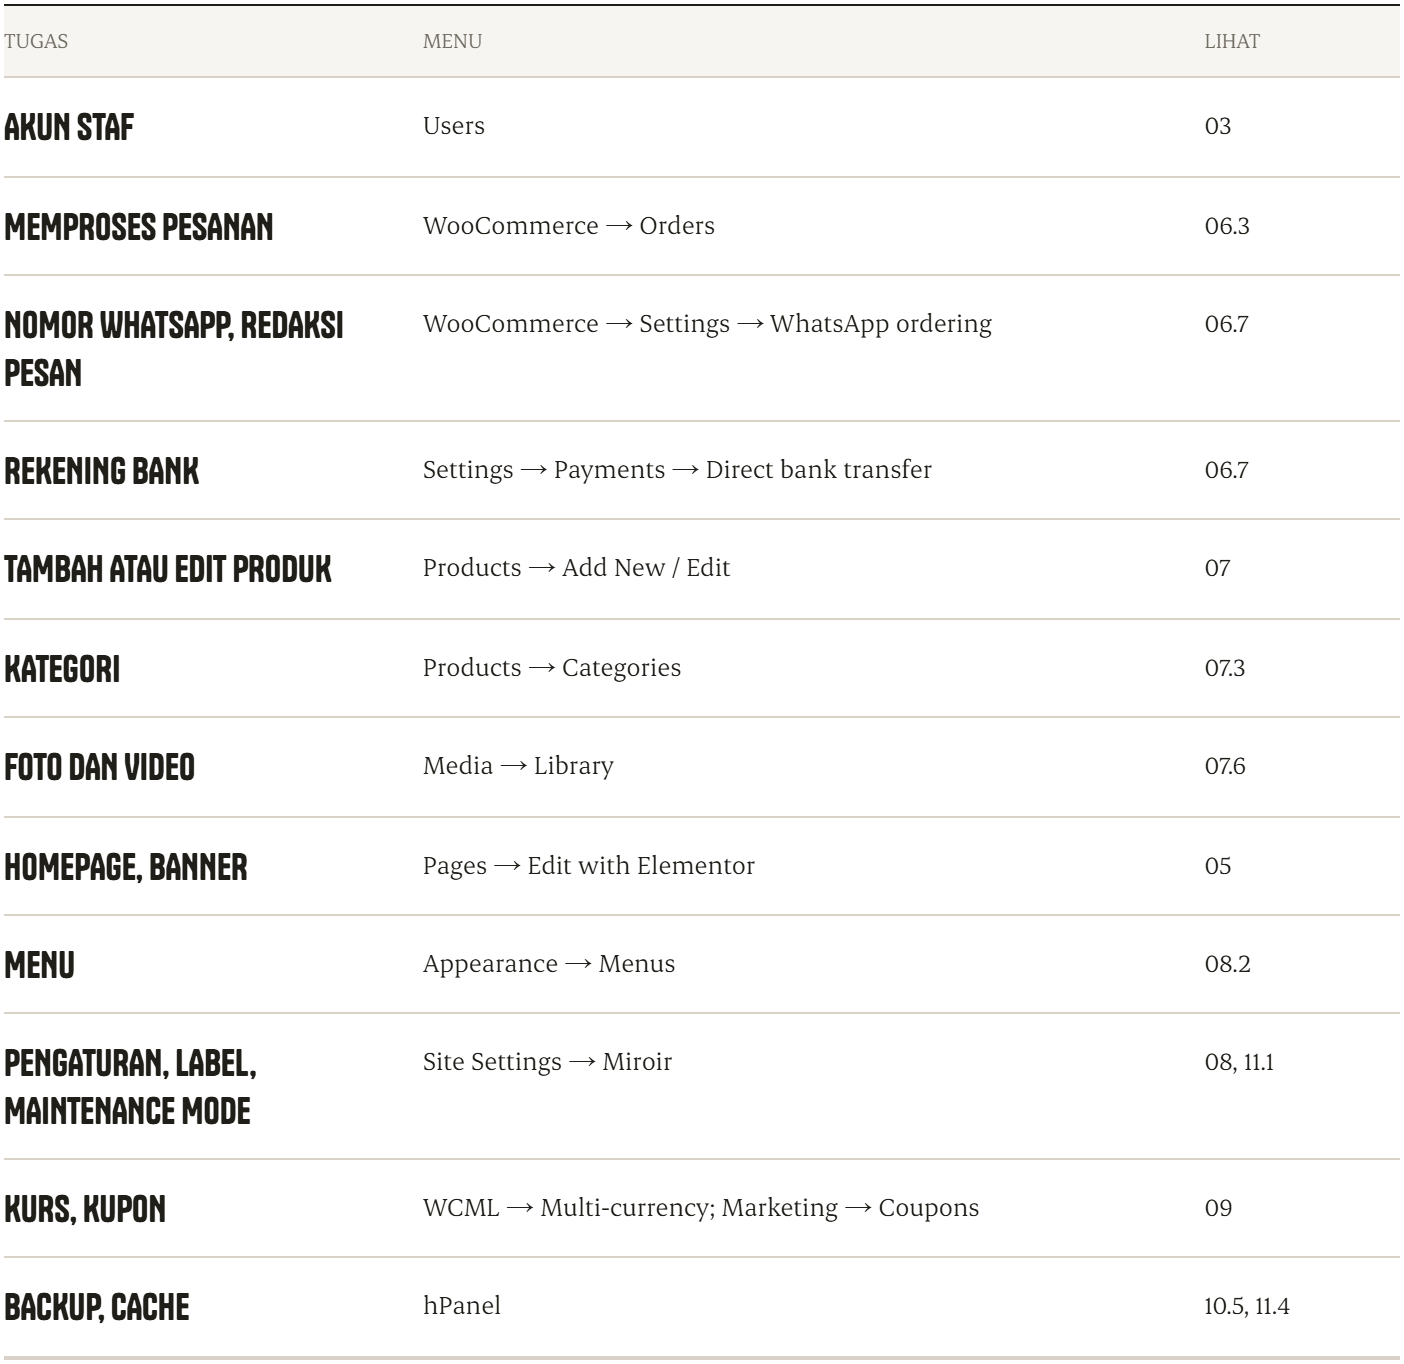 TUGAS MENU LIHAT
AKUN STAF Users 03
MEMPROSES PESANAN WooCommerce → Orders 06.3
NOMOR WHATSAPP, REDAKSI WooCommerce → Settings → WhatsApp ordering 06.7
PESAN
REKENING BANK Settings → Payments → Direct bank transfer 06.7
TAMBAH ATAU EDIT PRODUK Products → Add New / Edit 07
KATEGORI Products → Categories 07.3
FOTO DAN VIDEO Media → Library 07.6
HOMEPAGE, BANNER Pages → Edit with Elementor 05
MENU Appearance → Menus 08.2
PENGATURAN, LABEL, Site Settings → Miroir 08, 11.1
MAINTENANCE MODE
KURS, KUPON WCML → Multi-currency; Marketing → Coupons 09
BACKUP, CACHE hPanel 10.5, 11.4